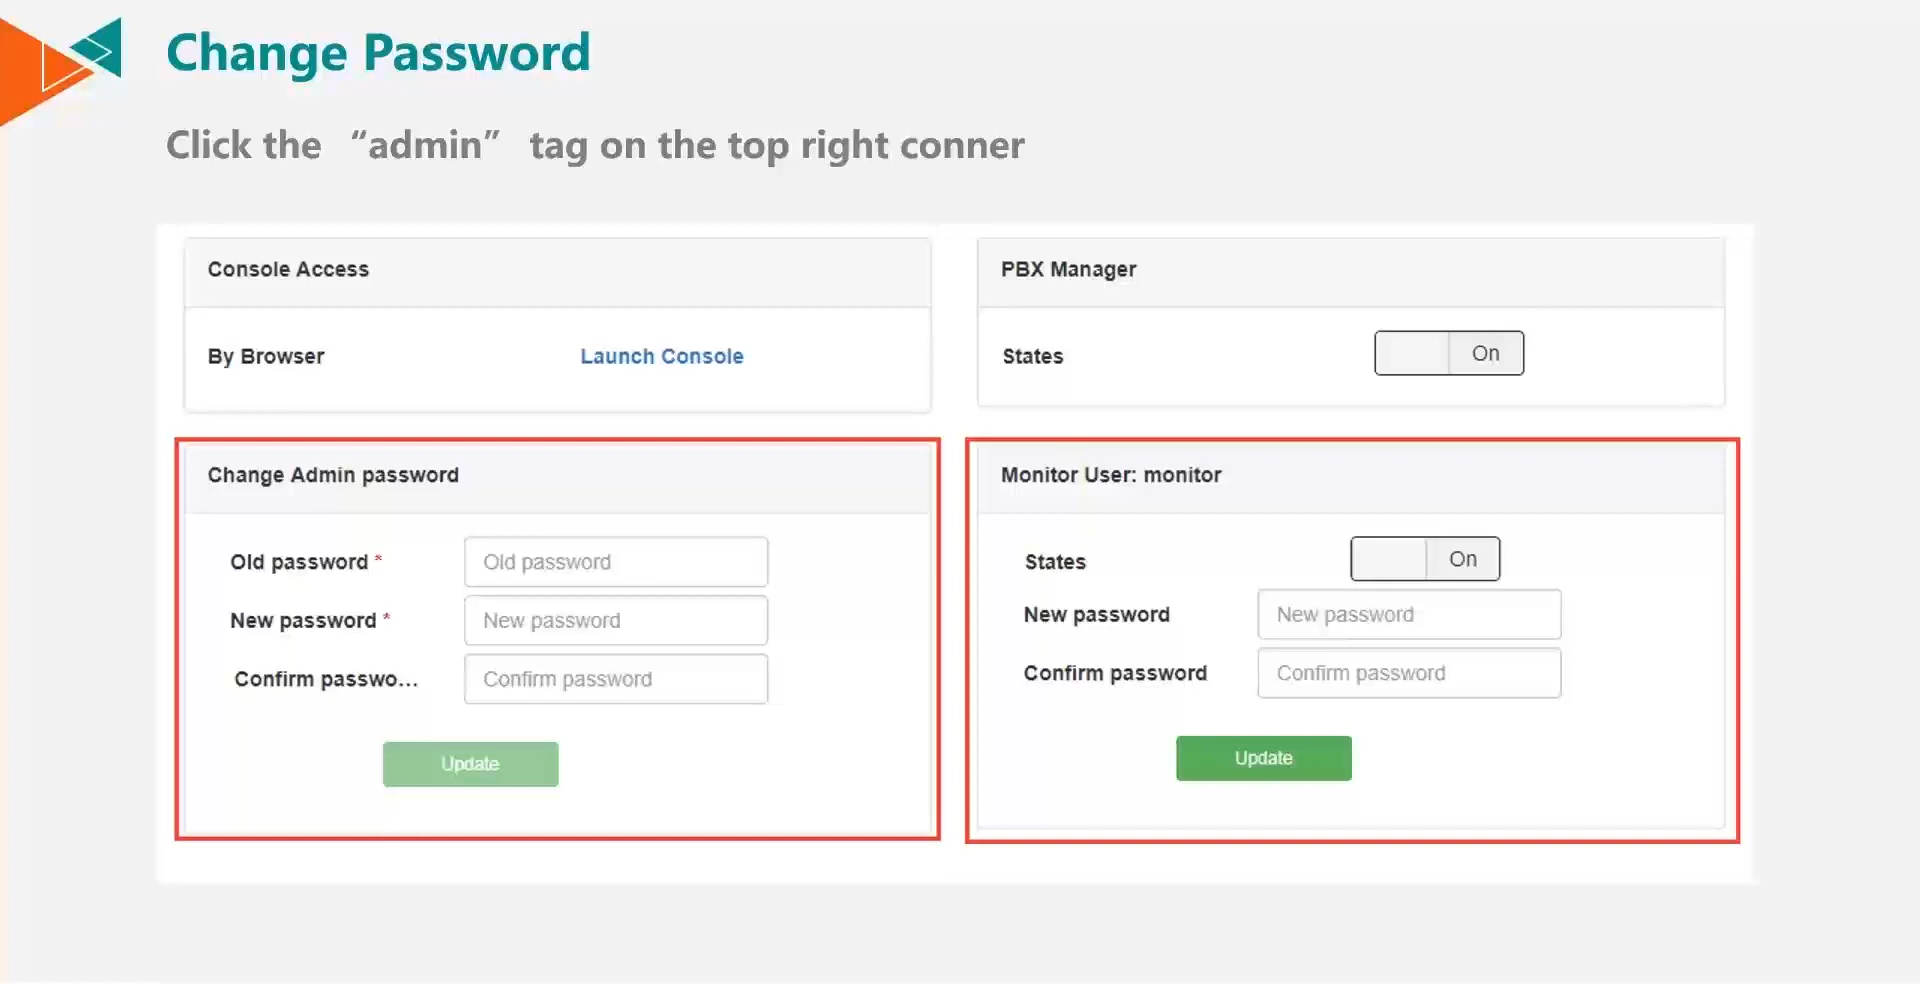 Change Password
Click the “admin” tag on the top right conner
Console Access
By Browser
Launch Console
PBX Manager
States
On
Change Admin password
Old password *
Old password
New password *
New password
Confirm passwo...
Confirm password
Update
Monitor User: monitor
States
On
New password
New password
Confirm password
Confirm password
Update